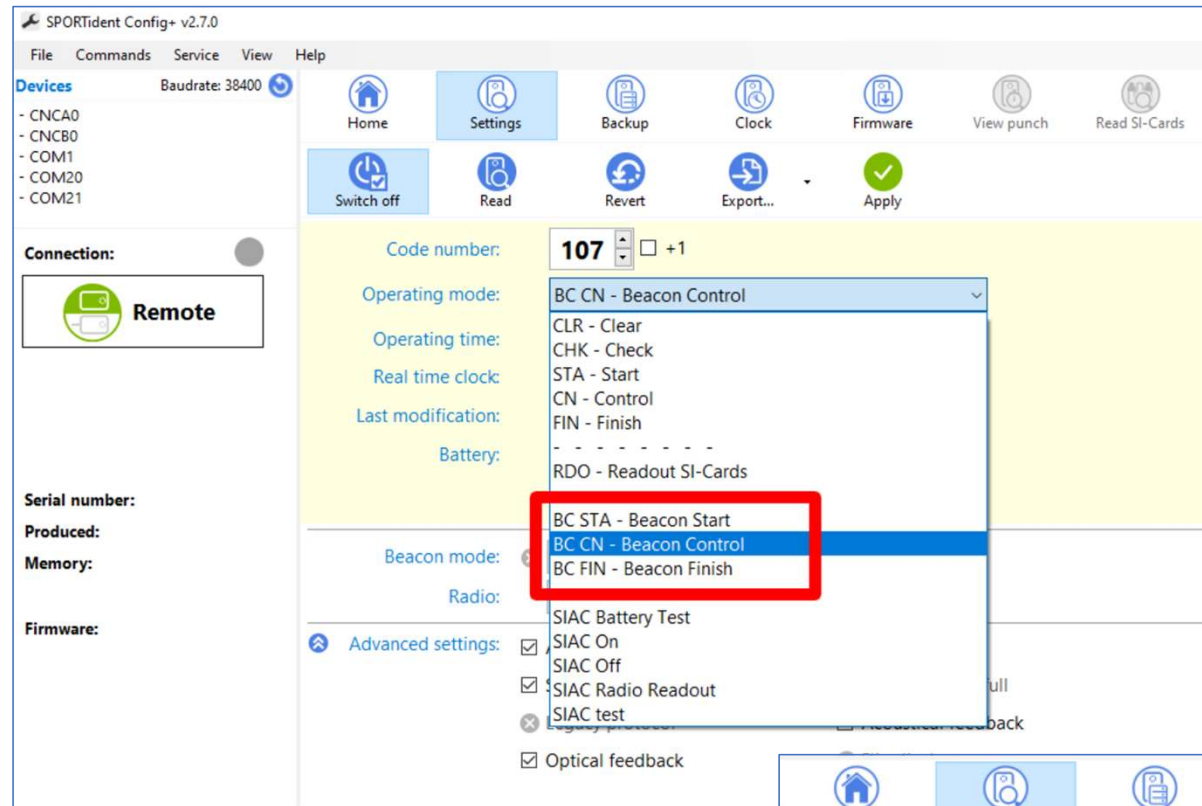 SPORTident Config+ v2.7.0
File Commands Service View Help
Devices Baudrate: 38400
- CNCA0
- CNCB0
- COM1
- COM20
- COM21
Home Settings Backup Clock Firmware View punch Read SI-Cards
Switch off Read Revert Export... Apply
Connection:
Remote
Serial number:
Produced:
Memory:
Firmware:
Code number: 107 +1
Operating mode: BC CN - Beacon Control
Operating time:
Real time clock:
Last modification:
Battery:
CLR - Clear
CHK - Check
STA - Start
CN - Control
FIN - Finish
- - - - - - - -
RDO - Readout SI-Cards
BC STA - Beacon Start
BC CN - Beacon Control
BC FIN - Beacon Finish
SIAC Battery Test
SIAC On
SIAC Off
SIAC Radio Readout
SIAC test
Beacon mode:
Radio:
Advanced settings:
Optical feedback